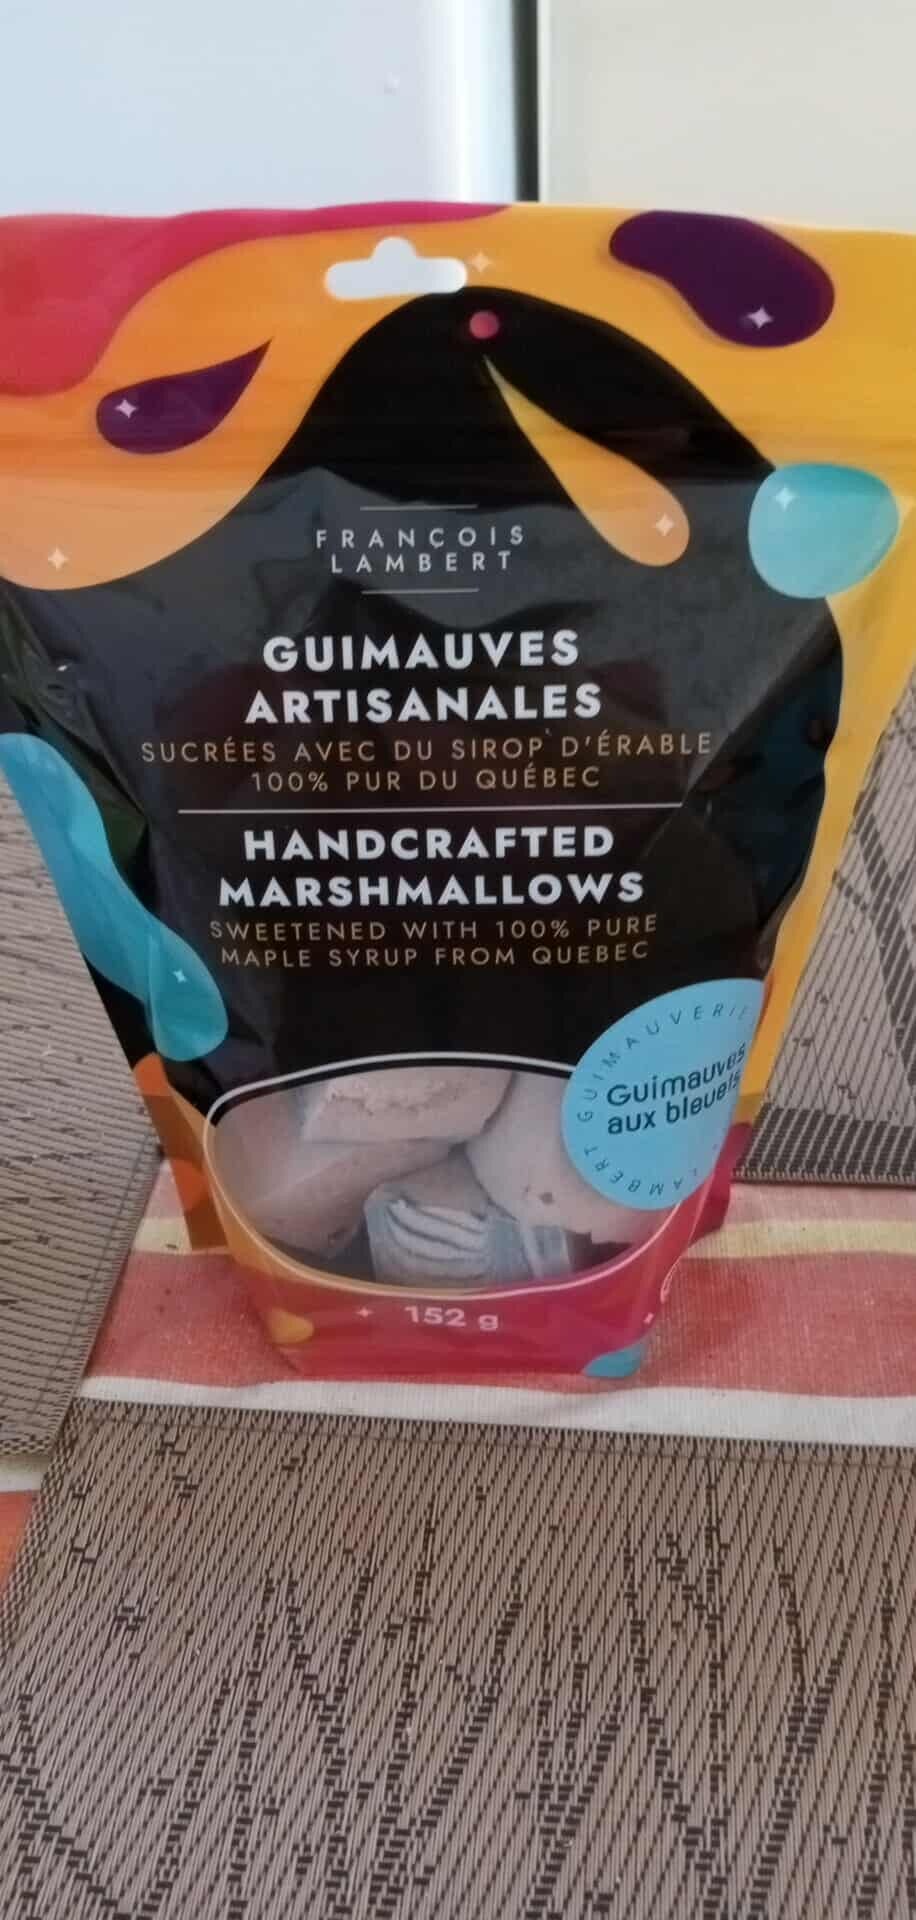 FRANÇOIS
LAMBERT
GUIMAUVES
ARTISANALES
SUCRÉES AVEC DU SIROP D'ÉRABLE
100% PUR DU QUÉBEC
HANDCRAFTED
MARSHMALLOWS
SWEETENED WITH 100% PURE
MAPLE SYRUP FROM QUEBEC
GUIMAUVERIE
Guimauves
aux bleuets
LAMBERT
152 g